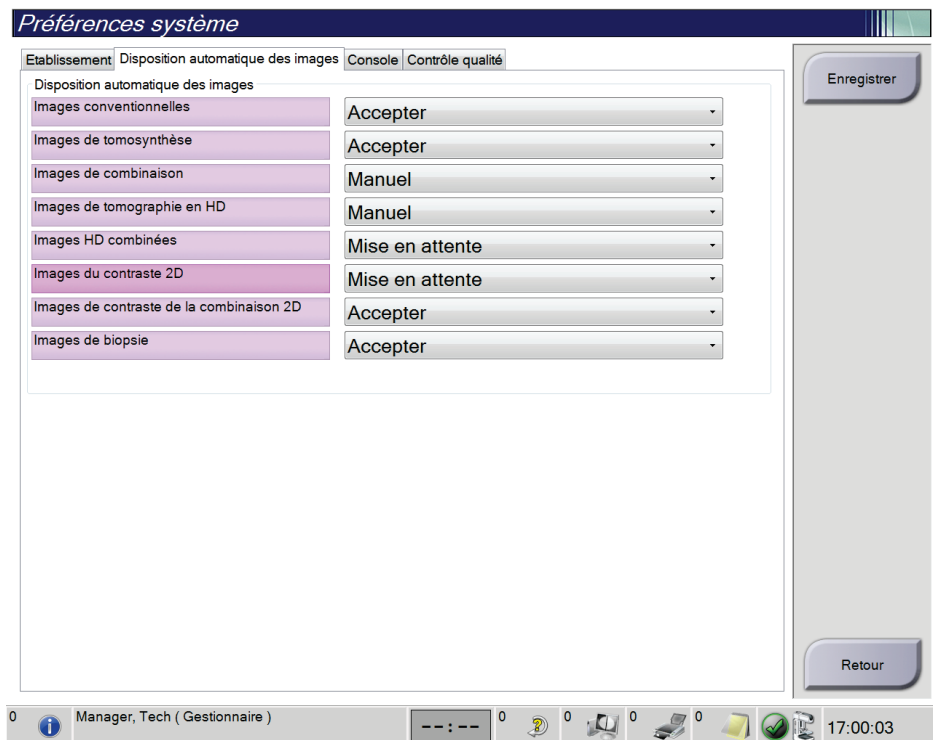 Préférences système
Etablissement Disposition automatique des images Console Contrôle qualité
Enregistrer
Disposition automatique des images
Images conventionnelles Accepter
Images de tomosynthèse Accepter
Images de combinaison Manuel
Images de tomographie en HD Manuel
Images HD combinées Mise en attente
Images du contraste 2D Mise en attente
Images de contraste de la combinaison 2D Accepter
Images de biopsie Accepter
Retour
0 Manager, Tech ( Gestionnaire ) --:-- 0 0 0 0 17:00:03